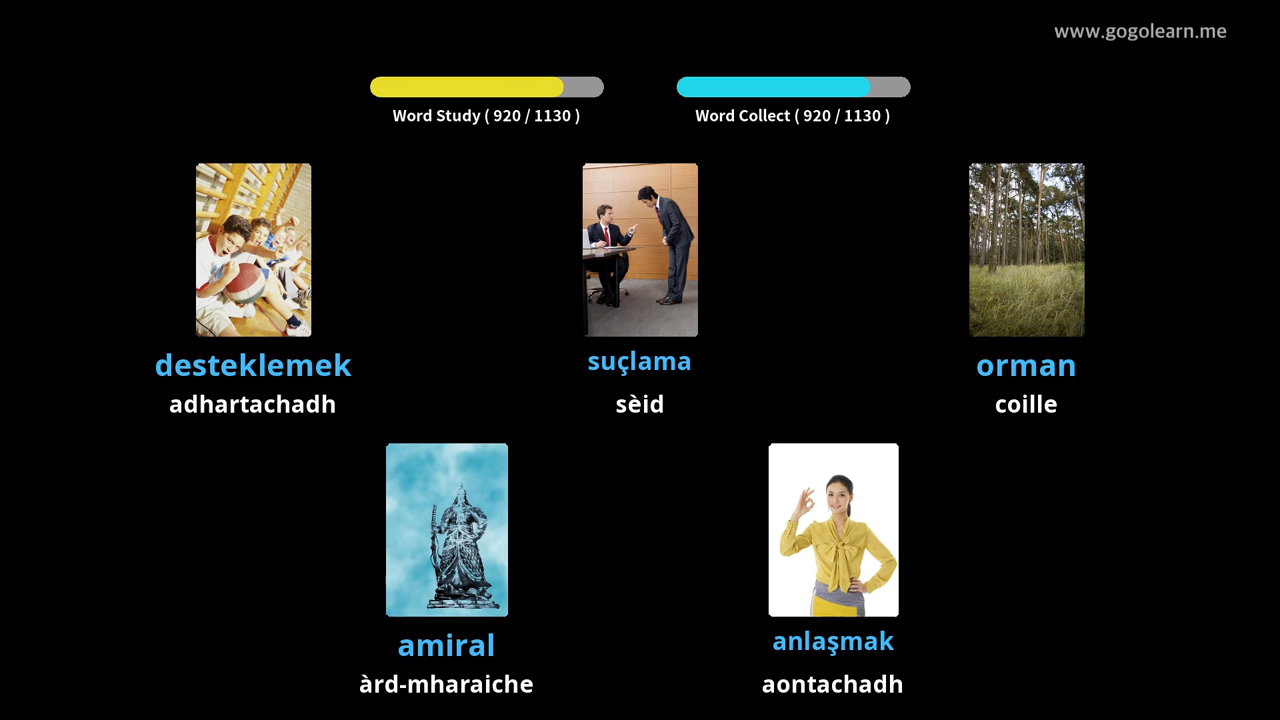 www.gogolearn.me
Word Study ( 920 / 1130 )
Word Collect ( 920 / 1130 )
desteklemek
adhartachadh
suçlama
sèid
orman
coille
amiral
àrd-mharaiche
anlaşmak
aontachadh